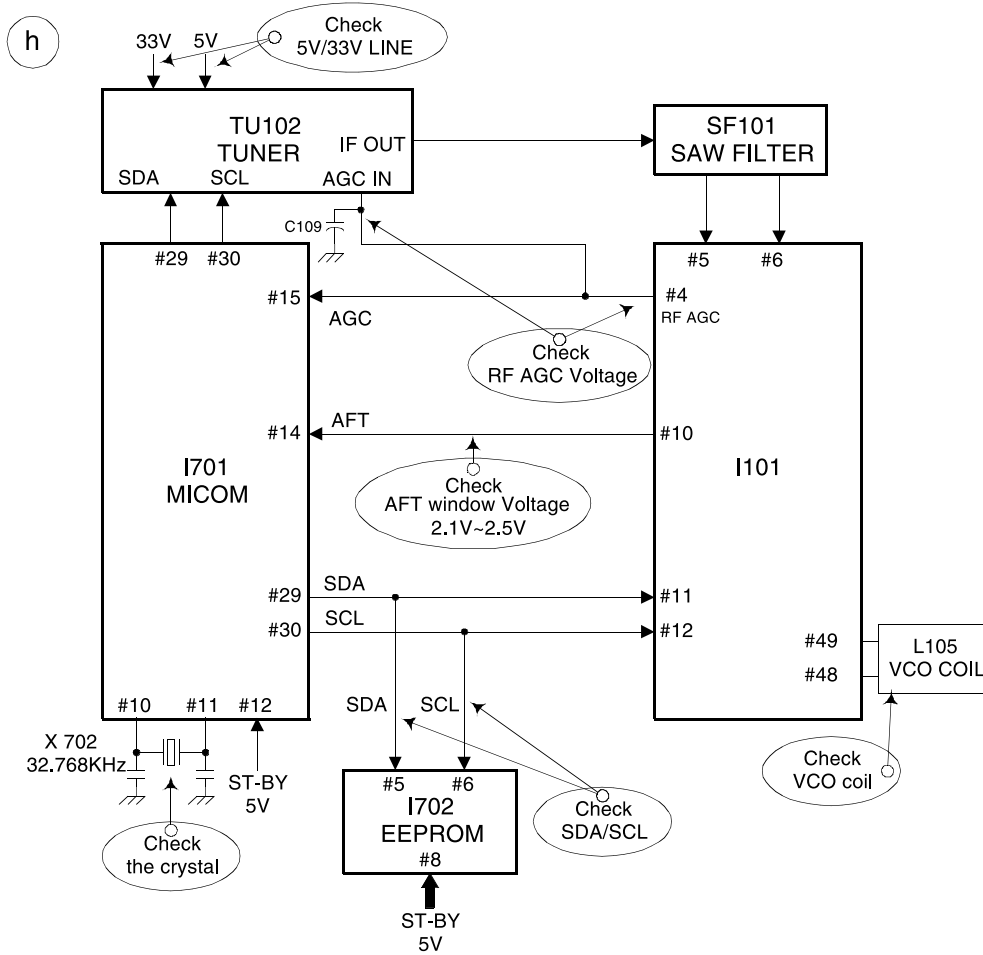 h
33V
5V
Check
5V/33V LINE
TU102
TUNER
IF OUT
SDA
SCL
AGC IN
SF101
SAW FILTER
C109
#29
#30
#5
#6
#15
AGC
#4
RF AGC
Check
RF AGC Voltage
#14
AFT
#10
I701
MICOM
I101
Check
AFT window Voltage
2.1V~2.5V
#29
SDA
#11
#30
SCL
#12
#49
#48
L105
VCO COIL
#10
#11
#12
SDA
SCL
X 702
32.768KHz
ST-BY
5V
Check
VCO coil
#5
#6
I702
EEPROM
#8
Check
SDA/SCL
Check
the crystal
ST-BY
5V